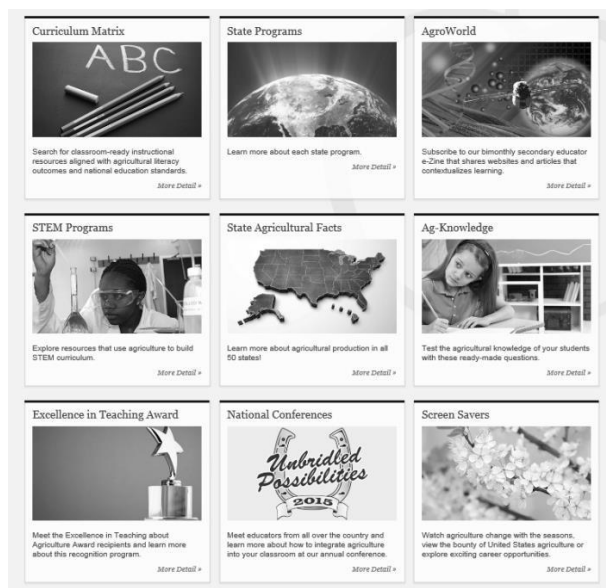 Curriculum Matrix
ABC
Search for classroom-ready instructional
resources aligned with agricultural literacy
outcomes and national education standards.
More Detail »
State Programs
Learn more about each state program.
More Detail »
AgroWorld
Subscribe to our bimonthly secondary educator
e-Zine that shares websites and articles that
contextualizes learning.
More Detail »
STEM Programs
Explore resources that use agriculture to build
STEM curriculum.
More Detail »
State Agricultural Facts
Learn more about agricultural production in all
50 states!
More Detail »
Ag-Knowledge
Test the agricultural knowledge of your students
with these ready-made questions.
More Detail »
Excellence in Teaching Award
Meet the Excellence in Teaching about
Agriculture Award recipients and learn more
about this recognition program.
More Detail »
National Conferences
Unbridled
Possibilities
2015
Meet educators from all over the country and
learn more about how to integrate agriculture
into your classroom at our annual conference.
More Detail »
Screen Savers
Watch agriculture change with the seasons,
view the bounty of United States agriculture or
explore exciting career opportunities.
More Detail »